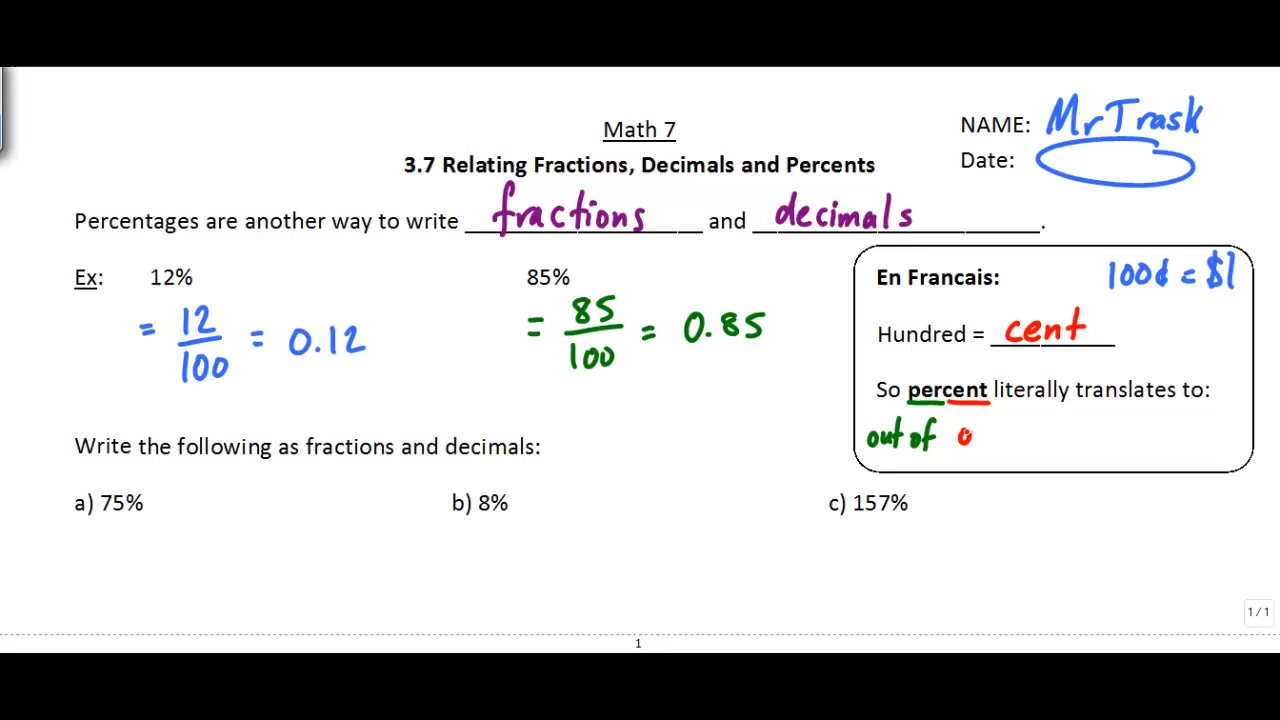 Math 7
NAME: Mr Trask
3.7 Relating Fractions, Decimals and Percents
Date:
Percentages are another way to write fractions and decimals.
Ex: 12% 85%
= 12/100 = 0.12 = 85/100 = 0.85
En Francais: 100¢ = $1
Hundred = cent
So percent literally translates to:
out of
Write the following as fractions and decimals:
a) 75% b) 8% c) 157%
1 / 1
1